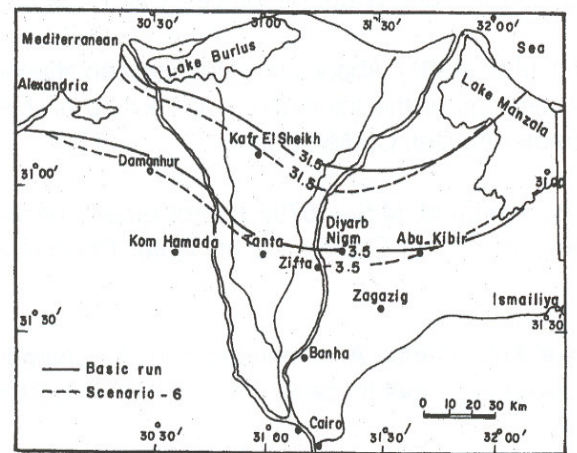 30°30′ 31°00 31°30′ 32°00′
Mediterranean
Sea
Lake Burlus
Alexandria
Lake Manzala
Kafr El Sheikh
31.5
31.5
Damanhur
31°00′
31°00
Diyarb
Nigm
Kom Hamada
Tanta
3.5
Abu-Kibir
Zifta
3.5
Zagazig
Ismailiya
31°30′
31°30′
Banha
Basic run
Scenario - 6
0 10 20 30 Km
Cairo
30°30′ 31°00 31°30′ 32°00′